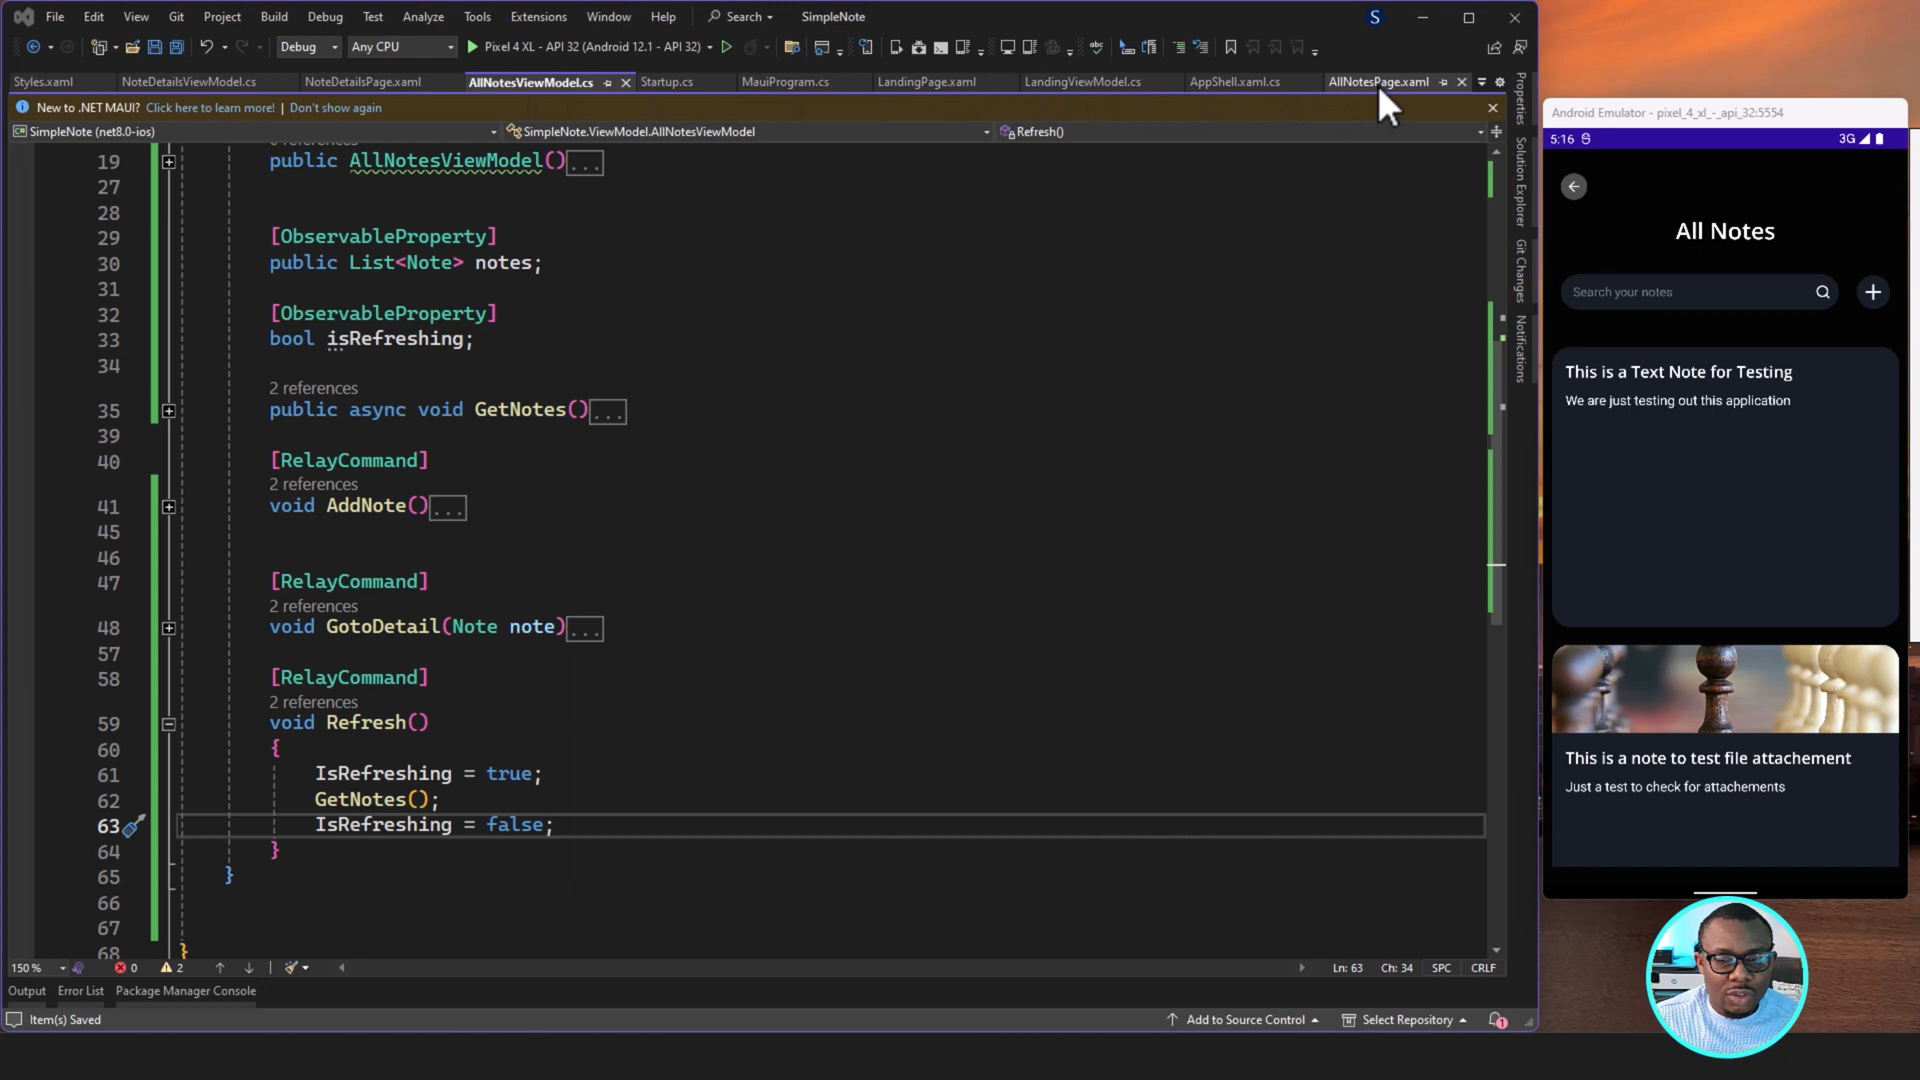 File Edit View Git Project Build Debug Test Analyze Tools Extensions Window Help Search SimpleNote S
Debug Any CPU Pixel 4 XL - API 32 (Android 12.1 - API 32)
Styles.xaml NoteDetailsViewModel.cs NoteDetailsPage.xaml AllNotesViewModel.cs Startup.cs MauiProgram.cs LandingPage.xaml LandingViewModel.cs AppShell.xaml.cs AllNotesPage.xaml
New to .NET MAUI? Click here to learn more! | Don't show again
SimpleNote (net8.0-ios) SimpleNote.ViewModel.AllNotesViewModel Refresh()
19 public AllNotesViewModel()...
27
28
29 [ObservableProperty]
30 public List<Note> notes;
31
32 [ObservableProperty]
33 bool isRefreshing;
34
2 references
35 public async void GetNotes()...
39
40 [RelayCommand]
2 references
41 void AddNote()...
45
46
47 [RelayCommand]
2 references
48 void GotoDetail(Note note)...
57
58 [RelayCommand]
2 references
59 void Refresh()
60 {
61 IsRefreshing = true;
62 GetNotes();
63 IsRefreshing = false;
64 }
65 }
66
67
68 }
150 % 0 2 Ln: 63 Ch: 34 SPC CRLF
Output Error List Package Manager Console
Item(s) Saved Add to Source Control Select Repository 1
Properties
Solution Explorer
Git Changes
Notifications
Android Emulator - pixel_4_xl_-_api_32:5554
5:16 3G
All Notes
Search your notes
This is a Text Note for Testing
We are just testing out this application
This is a note to test file attachement
Just a test to check for attachements